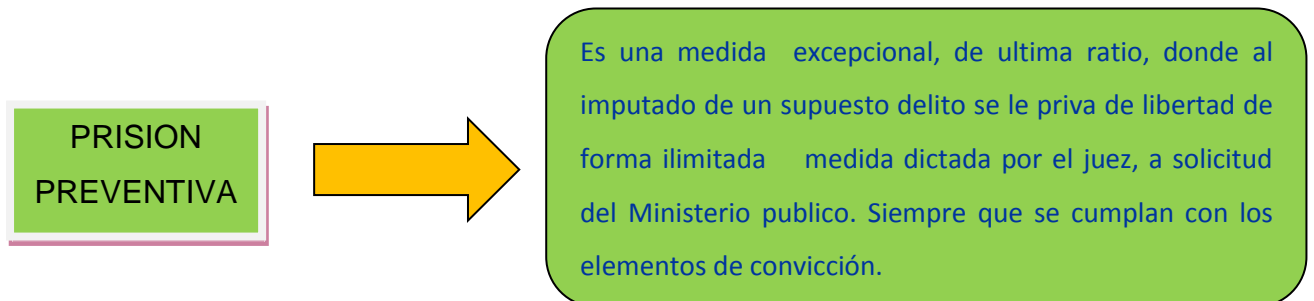 PRISION
PREVENTIVA
Es una medida excepcional, de ultima ratio, donde al
imputado de un supuesto delito se le priva de libertad de
forma ilimitada medida dictada por el juez, a solicitud
del Ministerio publico. Siempre que se cumplan con los
elementos de convicción.